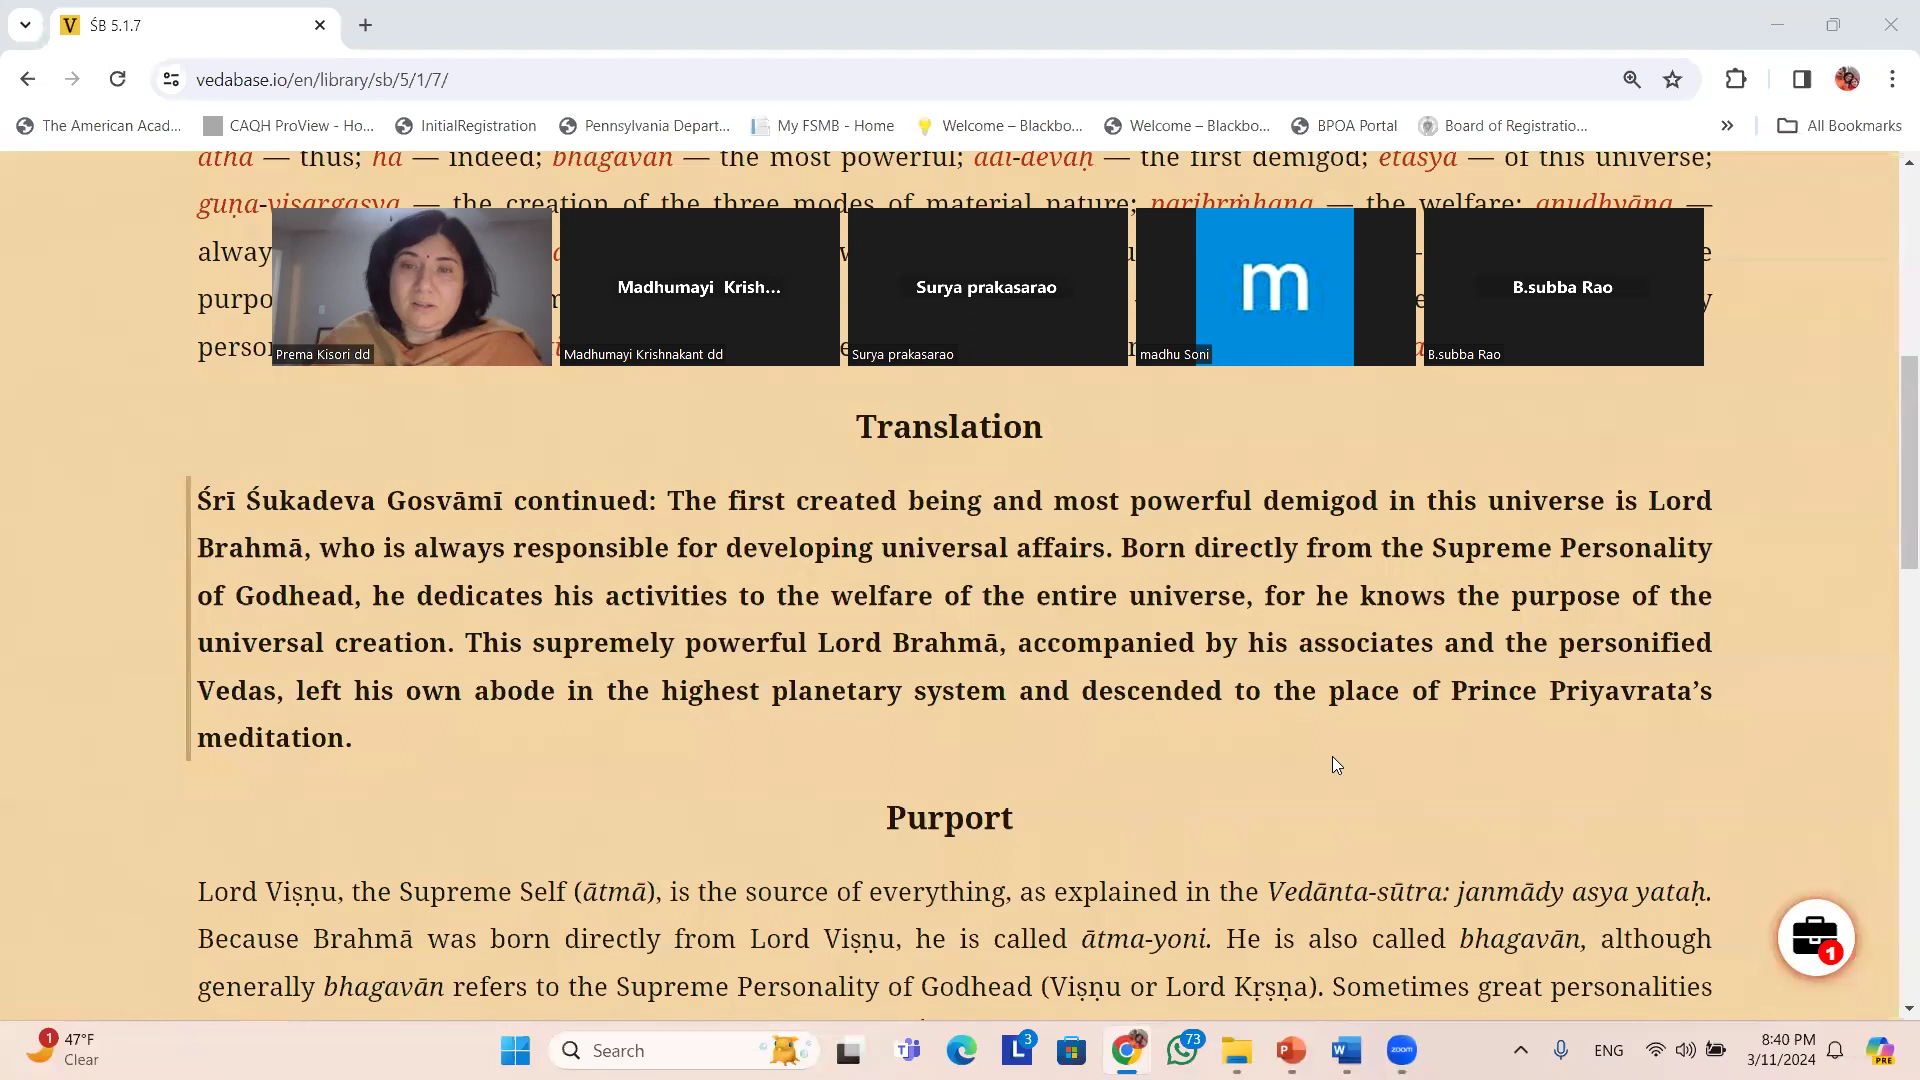 ŚB 5.1.7
vedabase.io/en/library/sb/5/1/7/
The American Acad...
CAQH ProView - Ho...
InitialRegistration
Pennsylvania Depart...
My FSMB - Home
Welcome – Blackbo...
Welcome – Blackbo...
BPOA Portal
Board of Registratio...
All Bookmarks
atha — thus; ha — indeed; bhagavān — the most powerful; ādi-devaḥ — the first demigod; etasya — of this universe;
guṇa-visargasya — the creation of the three modes of material nature; paribṛṁhaṇa — the welfare; anudhyāna —
Madhumayi Krish...
Surya prakasarao
m
B.subba Rao
Prema Kisori dd
Madhumayi Krishnakant dd
Surya prakasarao
madhu Soni
B.subba Rao
Translation
Śrī Śukadeva Gosvāmī continued: The first created being and most powerful demigod in this universe is Lord
Brahmā, who is always responsible for developing universal affairs. Born directly from the Supreme Personality
of Godhead, he dedicates his activities to the welfare of the entire universe, for he knows the purpose of the
universal creation. This supremely powerful Lord Brahmā, accompanied by his associates and the personified
Vedas, left his own abode in the highest planetary system and descended to the place of Prince Priyavrata’s
meditation.
Purport
Lord Viṣṇu, the Supreme Self (ātmā), is the source of everything, as explained in the Vedānta-sūtra: janmādy asya yataḥ.
Because Brahmā was born directly from Lord Viṣṇu, he is called ātma-yoni. He is also called bhagavān, although
generally bhagavān refers to the Supreme Personality of Godhead (Viṣṇu or Lord Kṛṣṇa). Sometimes great personalities
1
1
47°F
Clear
Search
3
73
zoom
ENG
8:40 PM
3/11/2024
PRE